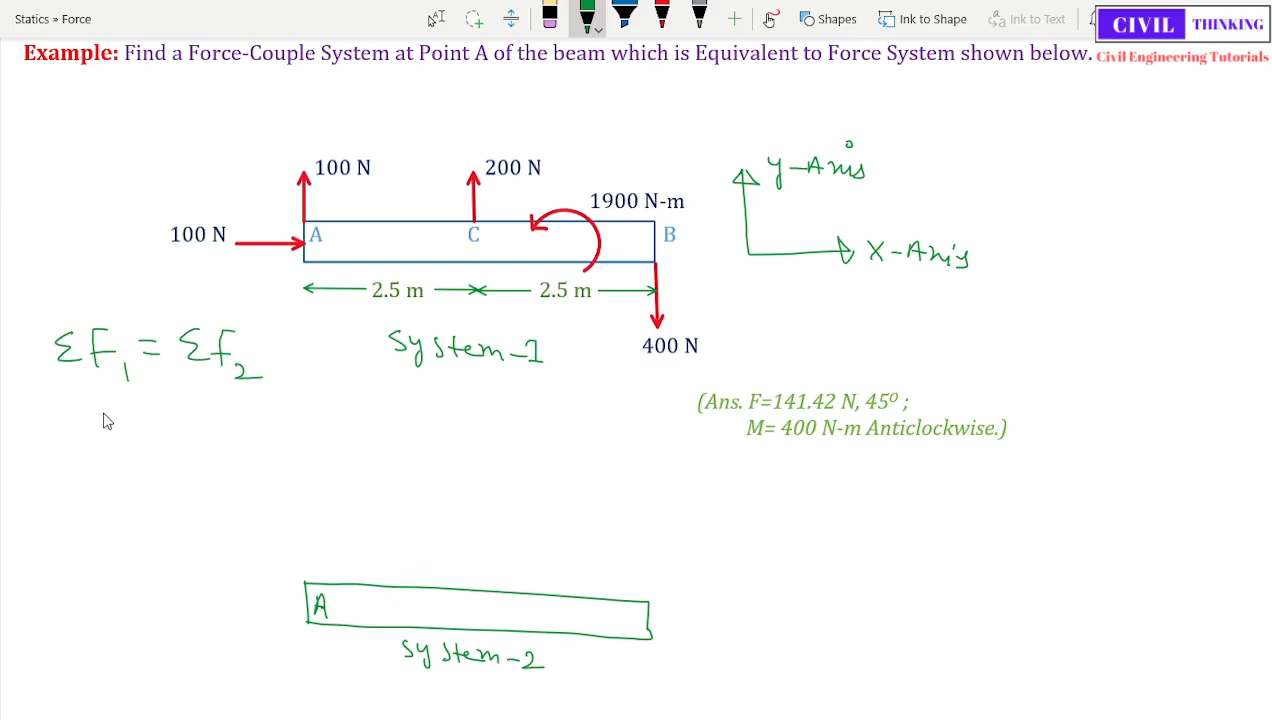 Statics » Force
Shapes
Ink to Shape
Ink to Text
CIVIL THINKING
Civil Engineering Tutorials
Example: Find a Force-Couple System at Point A of the beam which is Equivalent to Force System shown below.
100 N
200 N
Y-Axis
1900 N-m
100 N
A
C
B
X-Axis
2.5 m
2.5 m
ΣF₁ = ΣF₂
System-1
400 N
(Ans. F=141.42 N, 45⁰ ;
M= 400 N-m Anticlockwise.)
A
System-2